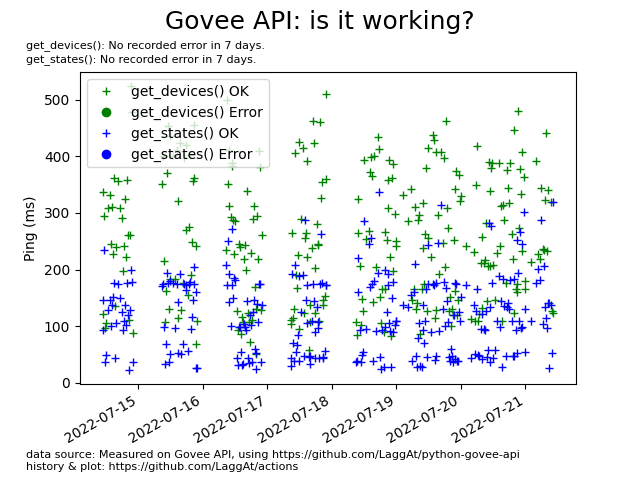 Govee API: is it working?
get_devices(): No recorded error in 7 days.
get_states(): No recorded error in 7 days.
get_devices() OK
get_devices() Error
get_states() OK
get_states() Error
Ping (ms)
500
400
300
200
100
0
2022-07-15
2022-07-16
2022-07-17
2022-07-18
2022-07-19
2022-07-20
2022-07-21
data source: Measured on Govee API, using https://github.com/LaggAt/python-govee-api
history & plot: https://github.com/LaggAt/actions